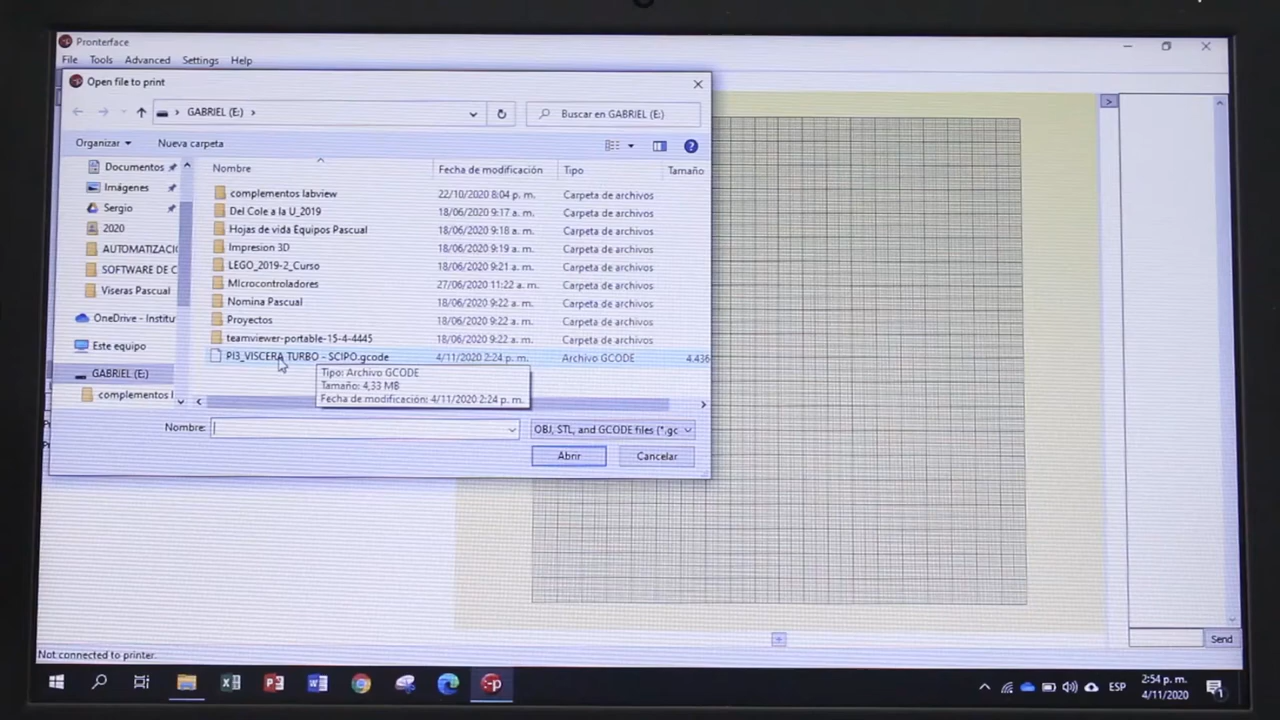 Pronterface
File Tools Advanced Settings Help
Open file to print
GABRIEL (E:)
Buscar en GABRIEL (E:)
Organizar Nueva carpeta
Nombre Fecha de modificación Tipo Tamaño
Documentos
Imágenes
Sergio
2020
AUTOMATIZACI
SOFTWARE DE C
Viseras Pascual
OneDrive - Institu
Este equipo
GABRIEL (E:)
complementos l
complementos labview 22/10/2020 8:04 p. m. Carpeta de archivos
Del Cole a la U_2019 18/06/2020 9:17 a. m. Carpeta de archivos
Hojas de vida Equipos Pascual 18/06/2020 9:18 a. m. Carpeta de archivos
Impresion 3D 18/06/2020 9:19 a. m. Carpeta de archivos
LEGO_2019-2_Curso 18/06/2020 9:21 a. m. Carpeta de archivos
Microcontroladores 27/06/2020 11:22 a. m. Carpeta de archivos
Nomina Pascual 18/06/2020 9:22 a. m. Carpeta de archivos
Proyectos 18/06/2020 9:22 a. m. Carpeta de archivos
teamviewer-portable-15-4-4445 18/06/2020 9:22 a. m. Carpeta de archivos
PI3_VISCERA TURBO - SCIPO.gcode 4/11/2020 2:24 p. m. Archivo GCODE 4.436
Tipo: Archivo GCODE
Tamaño: 4,33 MB
Fecha de modificación: 4/11/2020 2:24 p. m.
Nombre: OBJ, STL, and GCODE files (*.gc
Abrir Cancelar
Send
Not connected to printer.
ESP
2:54 p. m.
4/11/2020